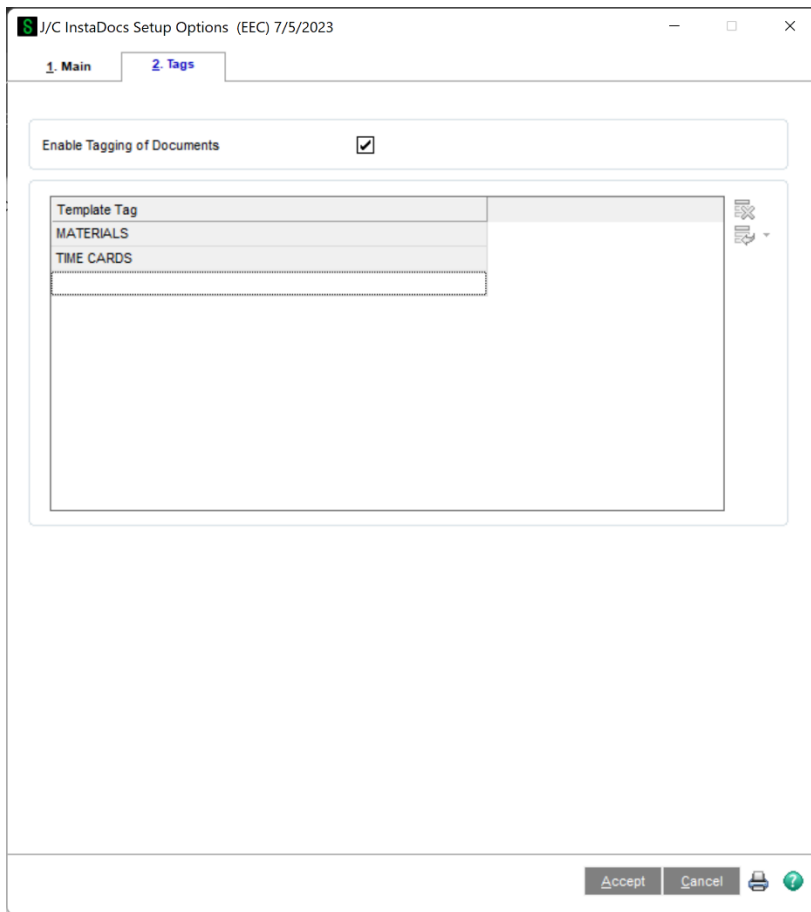 J/C InstaDocs Setup Options (EEC) 7/5/2023
1. Main
2. Tags
Enable Tagging of Documents
Template Tag
MATERIALS
TIME CARDS
Accept
Cancel